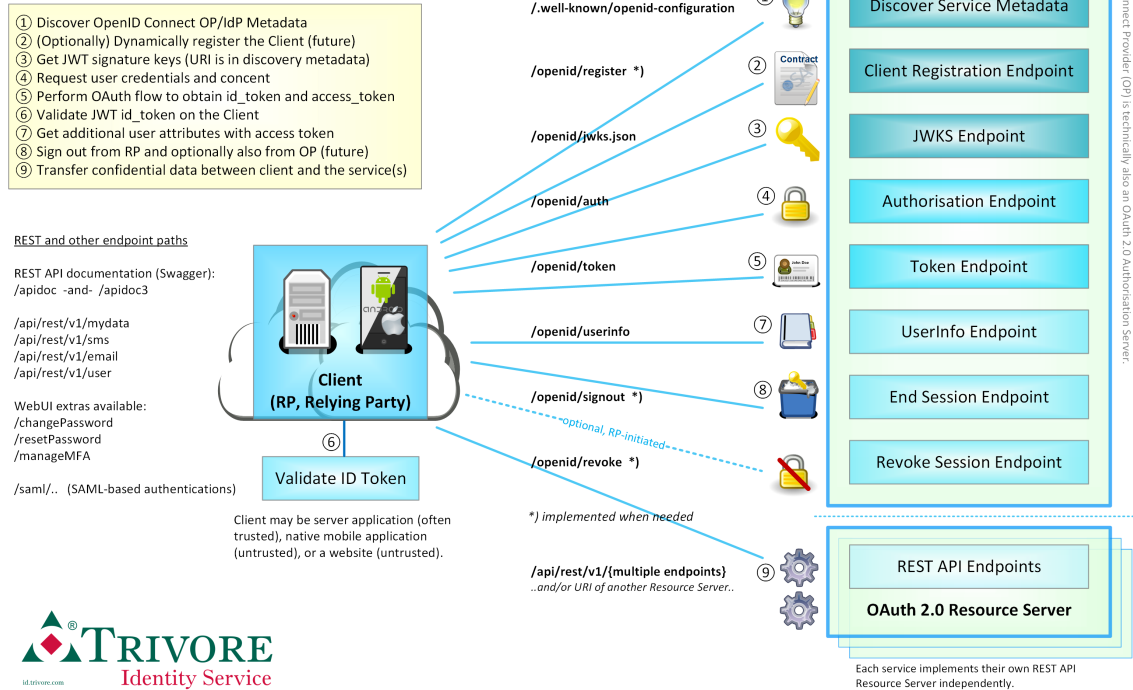 ① Discover OpenID Connect OP/IdP Metadata
② (Optionally) Dynamically register the Client (future)
③ Get JWT signature keys (URI is in discovery metadata)
④ Request user credentials and concent
⑤ Perform OAuth flow to obtain id_token and access_token
⑥ Validate JWT id_token on the Client
⑦ Get additional user attributes with access token
⑧ Sign out from RP and optionally also from OP (future)
⑨ Transfer confidential data between client and the service(s)
REST and other endpoint paths
REST API documentation (Swagger):
/apidoc -and- /apidoc3
/api/rest/v1/mydata
/api/rest/v1/sms
/api/rest/v1/email
/api/rest/v1/user
WebUI extras available:
/changePassword
/resetPassword
/manageMFA
/saml/.. (SAML-based authentications)
ANDROID
Client
(RP, Relying Party)
⑥
Validate ID Token
Client may be server application (often
trusted), native mobile application
(untrusted), or a website (untrusted).
/.well-known/openid-configuration
Discover Service Metadata
/openid/register *)
②
Contract
Client Registration Endpoint
/openid/jwks.json
③
JWKS Endpoint
/openid/auth
④
Authorisation Endpoint
/openid/token
⑤
John Doe
Token Endpoint
/openid/userinfo
⑦
UserInfo Endpoint
/openid/signout *)
⑧
End Session Endpoint
optional, RP-initiated
/openid/revoke *)
Revoke Session Endpoint
*) implemented when needed
/api/rest/v1/{multiple endpoints}
..and/or URI of another Resource Server..
⑨
REST API Endpoints
OAuth 2.0 Resource Server
Each service implements their own REST API
Resource Server independently.
Provider (OP) is technically also an OAuth 2.0 Authorisation Server.
TRIVORE
®
Identity Service
id.trivore.com